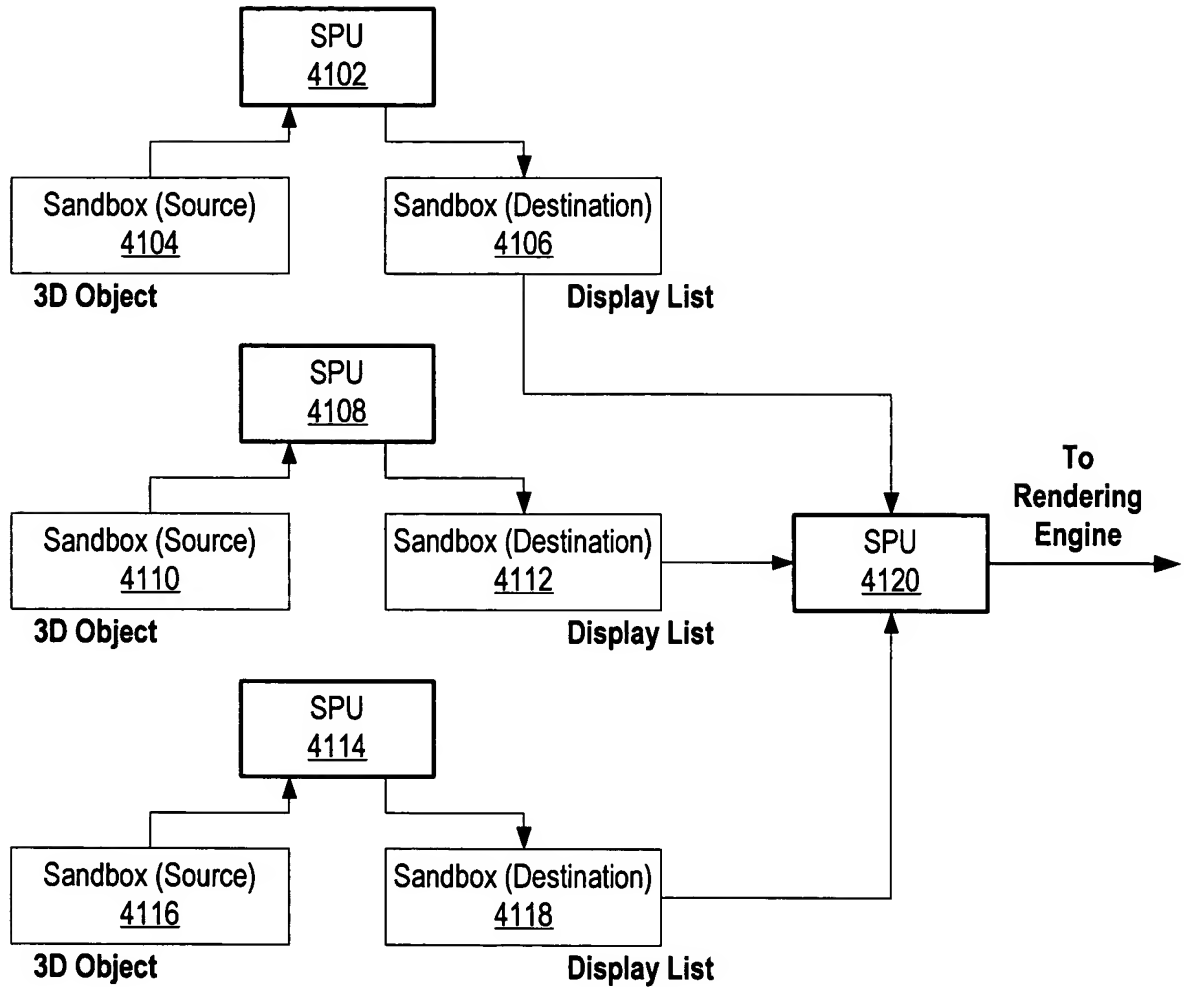 SPU
4102
Sandbox (Source)
4104
3D Object
Sandbox (Destination)
4106
Display List
SPU
4108
Sandbox (Source)
4110
3D Object
Sandbox (Destination)
4112
Display List
SPU
4114
Sandbox (Source)
4116
3D Object
Sandbox (Destination)
4118
Display List
SPU
4120
To
Rendering
Engine